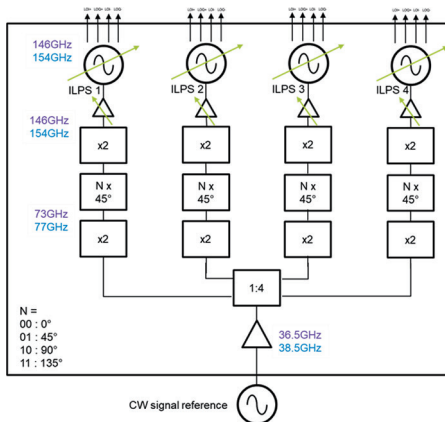 146GHz
154GHz
ILPS 1
ILPS 2
ILPS 3
ILPS 4
146GHz
154GHz
x2
x2
x2
x2
N x
45°
N x
45°
N x
45°
N x
45°
73GHz
77GHz
x2
x2
x2
x2
1:4
N =
00 : 0°
01 : 45°
10 : 90°
11 : 135°
36.5GHz
38.5GHz
CW signal reference